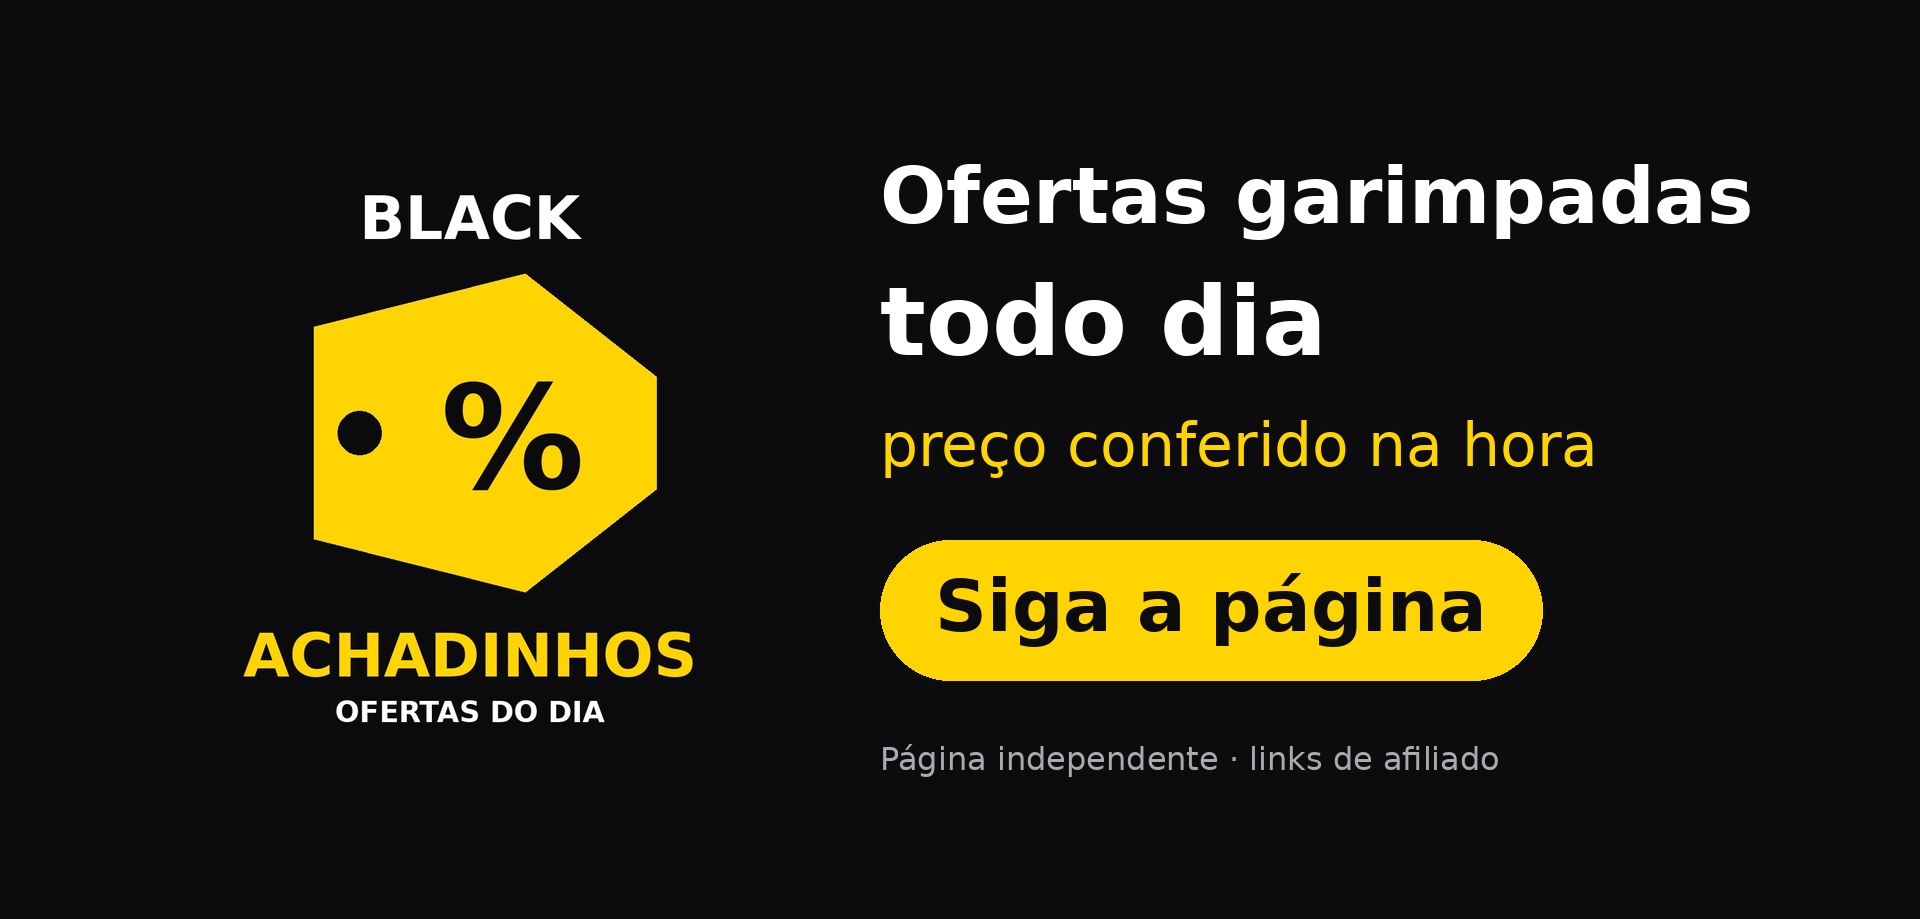 BLACK
%
ACHADINHOS
OFERTAS DO DIA
Ofertas garimpadas
todo dia
preço conferido na hora
Siga a página
Página independente · links de afiliado